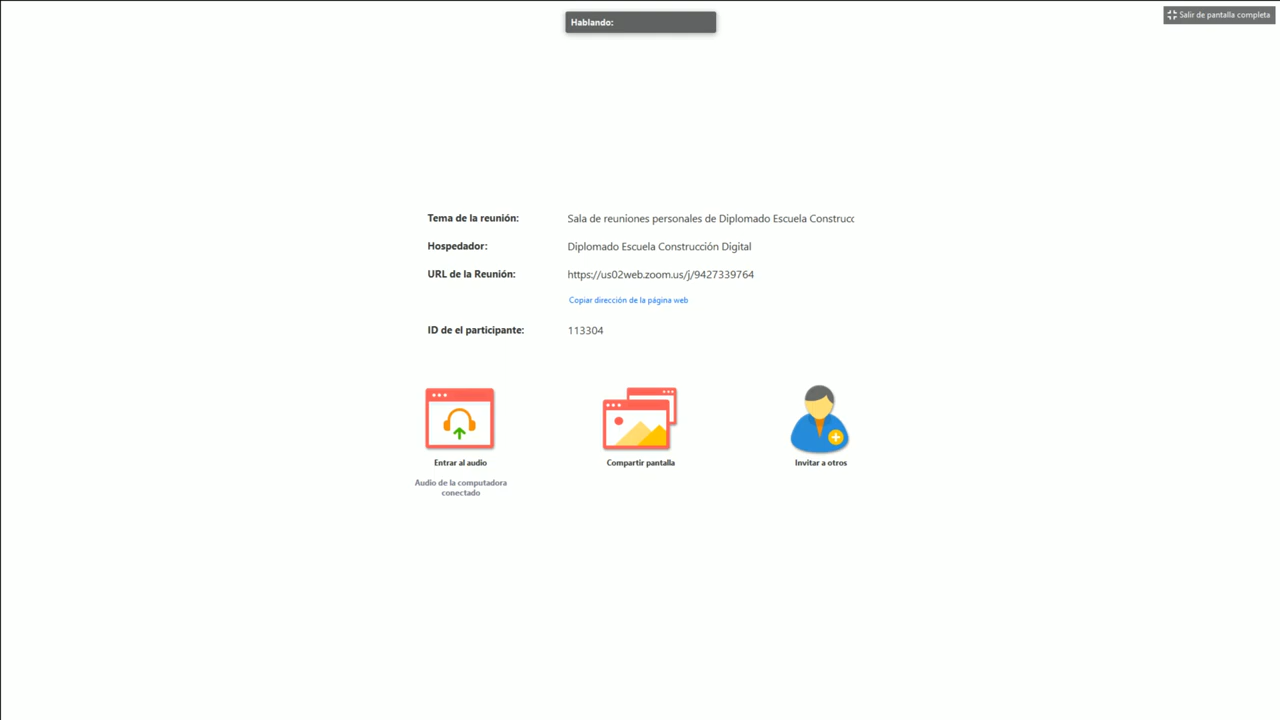 Hablando:
Salir de pantalla completa
Tema de la reunión: Sala de reuniones personales de Diplomado Escuela Construcc
Hospedador: Diplomado Escuela Construcción Digital
URL de la Reunión: https://us02web.zoom.us/j/9427339764
Copiar dirección de la página web
ID de el participante: 113304
Entrar al audio
Compartir pantalla
Invitar a otros
Audio de la computadora
conectado